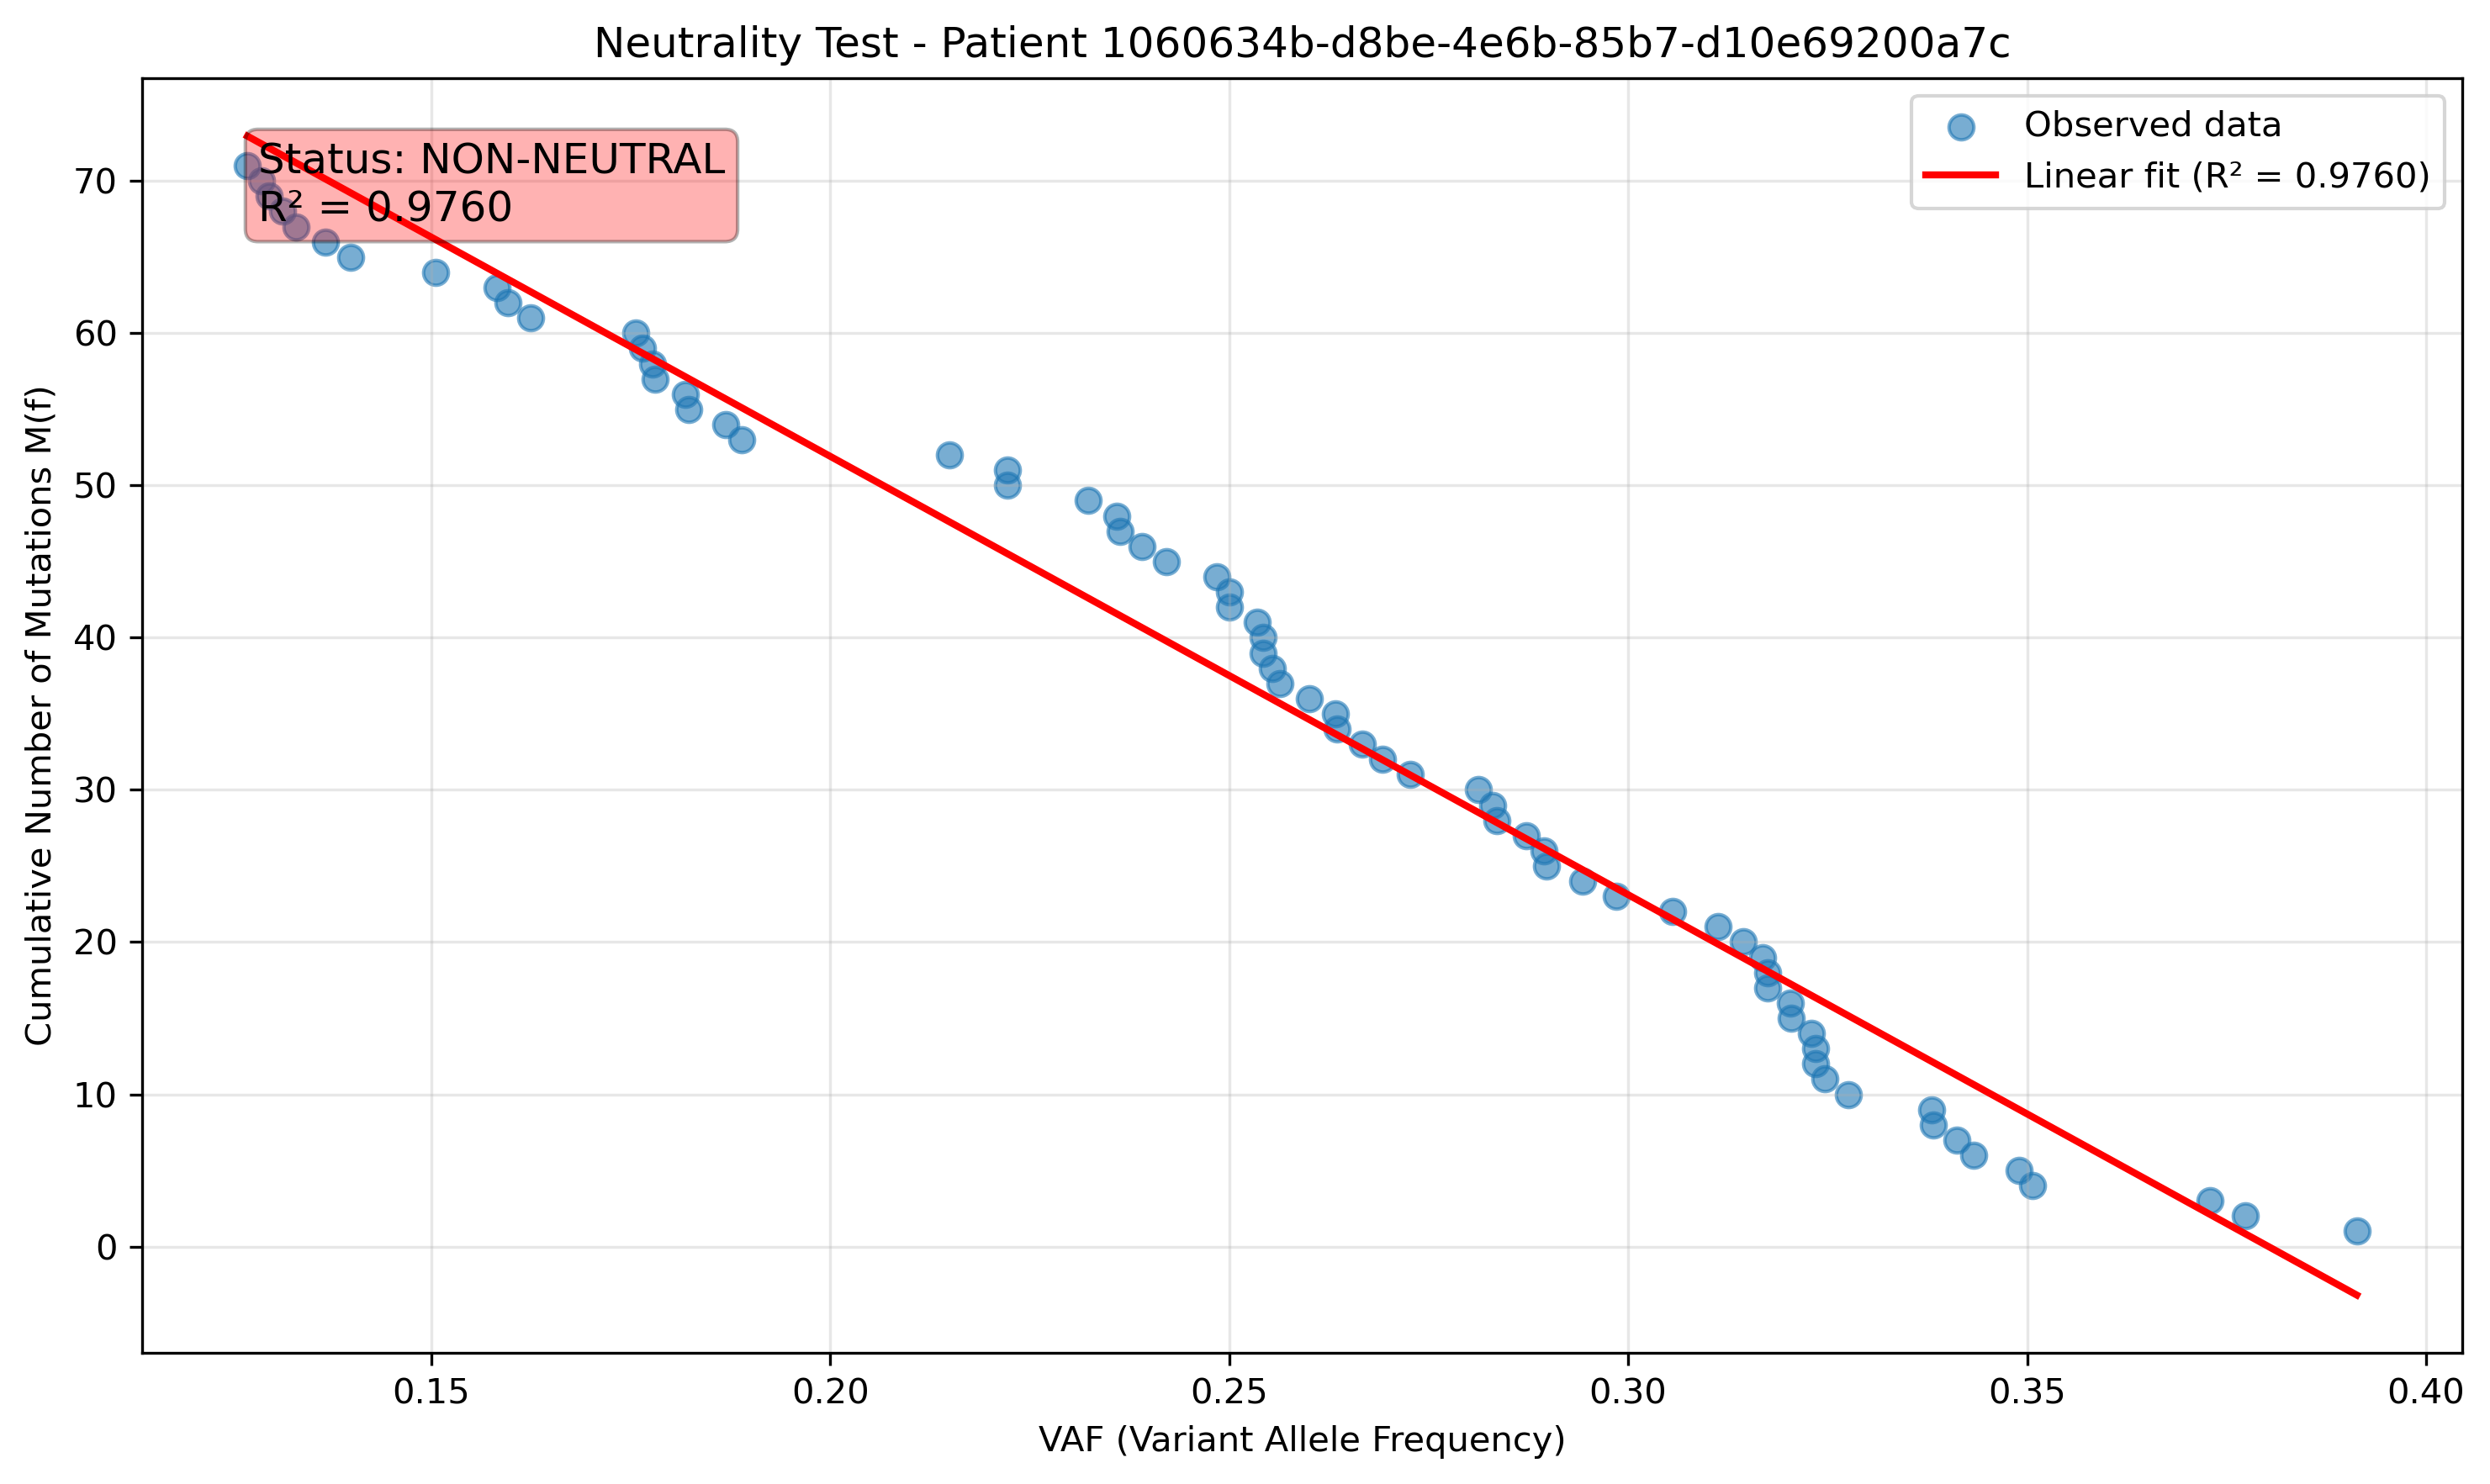 Neutrality Test - Patient 1060634b-d8be-4e6b-85b7-d10e69200a7c
Status: NON-NEUTRAL
R² = 0.9760
Observed data
Linear fit (R² = 0.9760)
Cumulative Number of Mutations M(f)
70
60
50
40
30
20
10
0
0.15
0.20
0.25
0.30
0.35
0.40
VAF (Variant Allele Frequency)